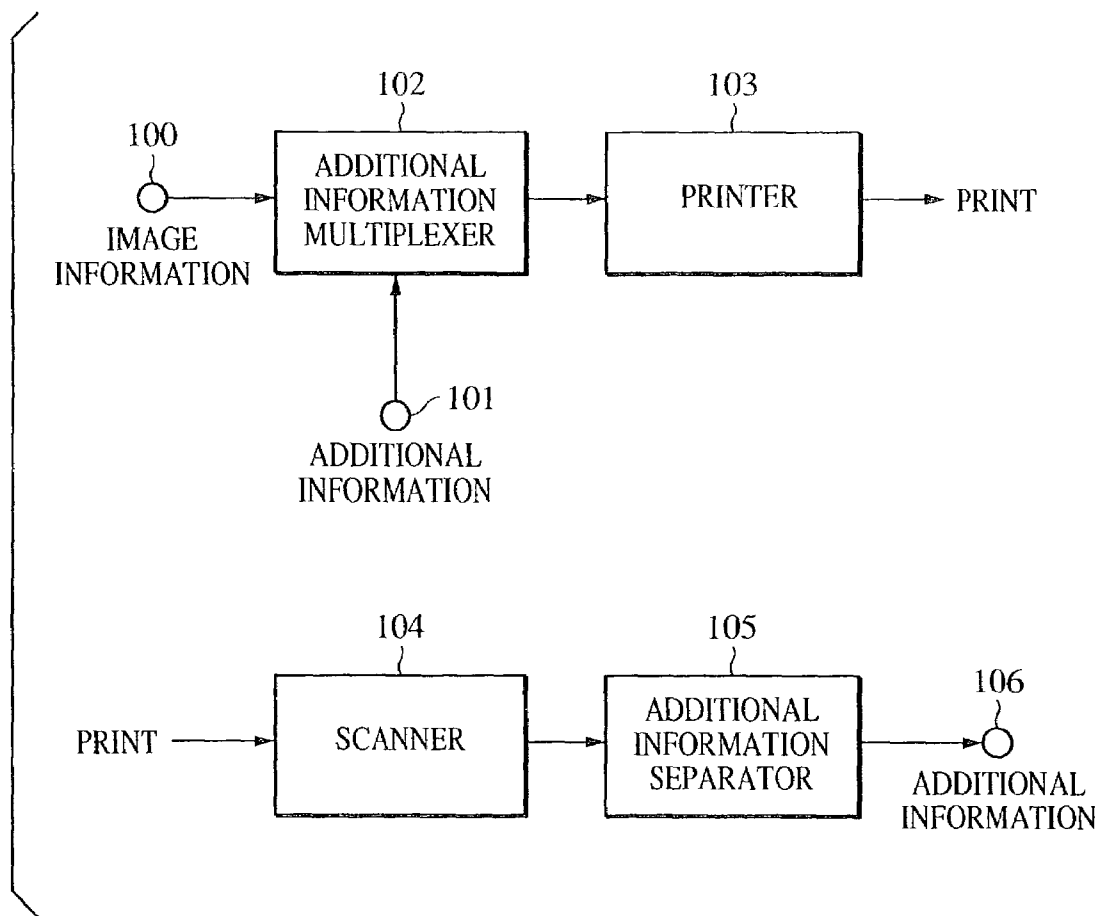 102
103
100
ADDITIONAL
INFORMATION
MULTIPLEXER
PRINTER
PRINT
IMAGE
INFORMATION
101
ADDITIONAL
INFORMATION
104
105
106
PRINT
SCANNER
ADDITIONAL
INFORMATION
SEPARATOR
ADDITIONAL
INFORMATION